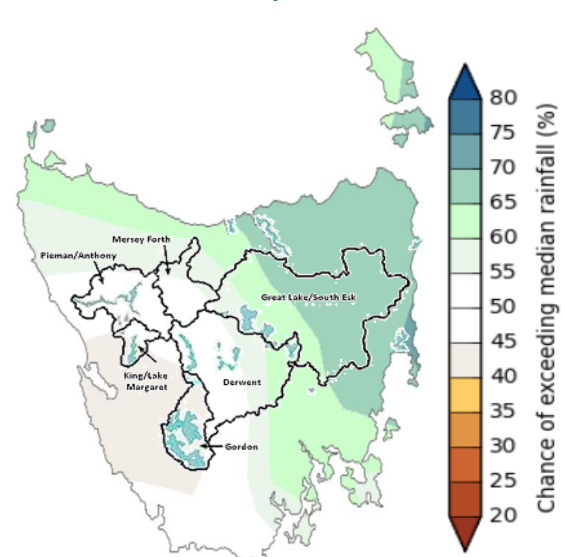 Mersey Forth
Pieman/Anthony
Great Lake/South Esk
King/Lake
Margaret
Derwent
Gordon
80
75
70
65
60
55
50
45
40
35
30
25
20
Chance of exceeding median rainfall (%)